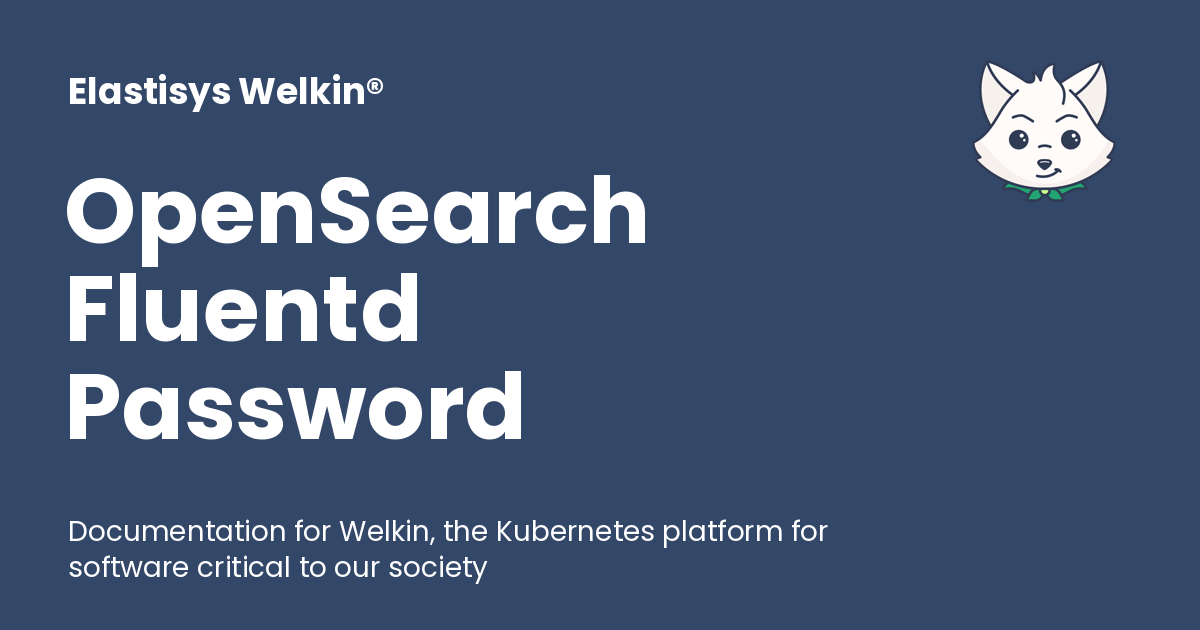 Elastisys Welkin®
OpenSearch
Fluentd
Password
Documentation for Welkin, the Kubernetes platform for
software critical to our society